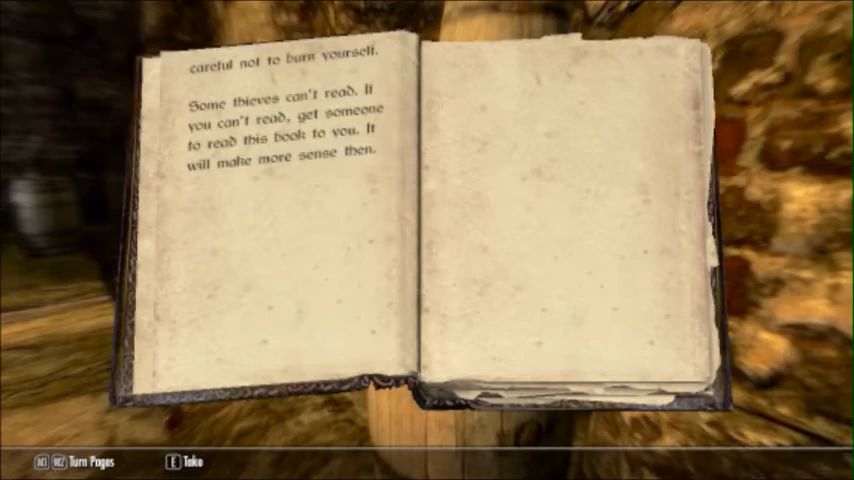 careful not to burn yourself.
Some thieves can't read. If
you can't read, get someone
to read this book to you. It
will make more sense then.
Turn Pages
E Take